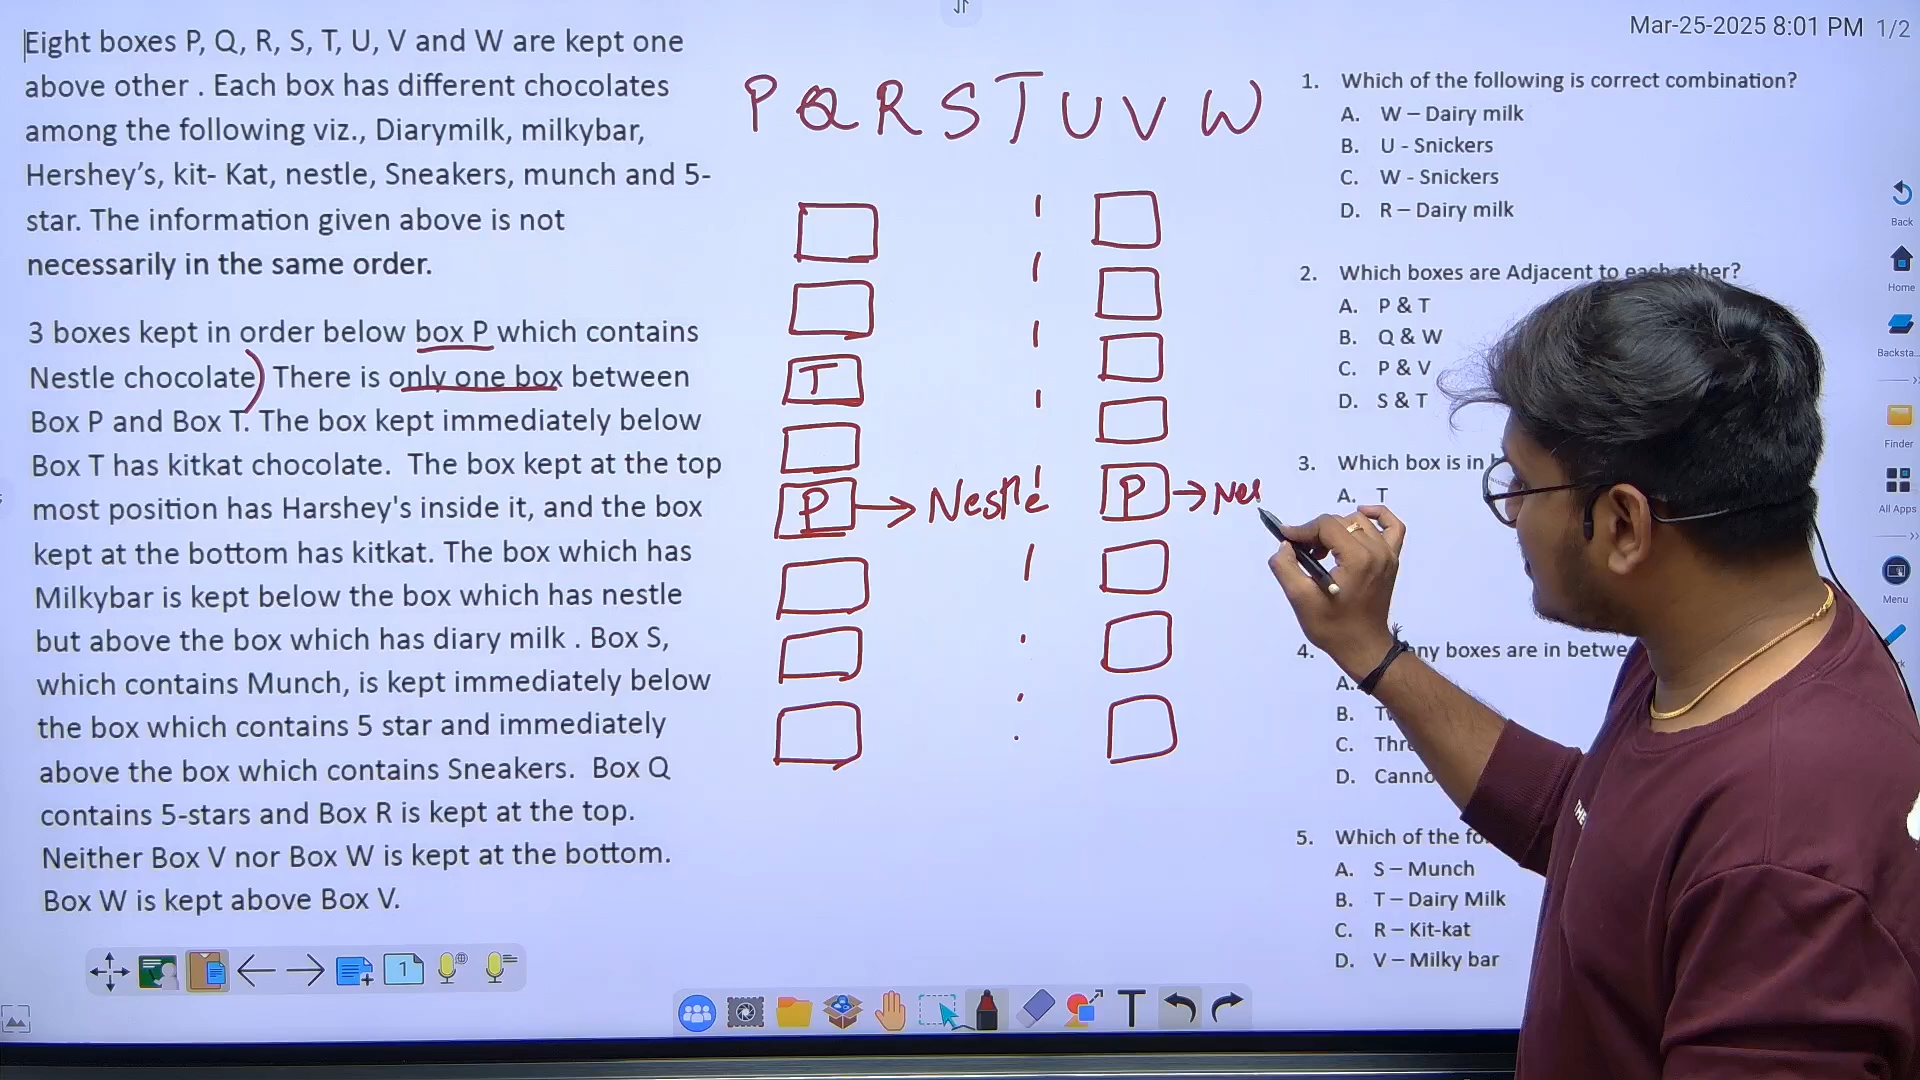 Mar-25-2025 8:01 PM 1/2
Eight boxes P, Q, R, S, T, U, V and W are kept one
above other . Each box has different chocolates
among the following viz., Diarymilk, milkybar,
Hershey’s, kit- Kat, nestle, Sneakers, munch and 5-
star. The information given above is not
necessarily in the same order.
3 boxes kept in order below box P which contains
Nestle chocolate) There is only one box between
Box P and Box T. The box kept immediately below
Box T has kitkat chocolate. The box kept at the top
most position has Harshey's inside it, and the box
kept at the bottom has kitkat. The box which has
Milkybar is kept below the box which has nestle
but above the box which has diary milk . Box S,
which contains Munch, is kept immediately below
the box which contains 5 star and immediately
above the box which contains Sneakers. Box Q
contains 5-stars and Box R is kept at the top.
Neither Box V nor Box W is kept at the bottom.
Box W is kept above Box V.
P Q R S T U V W
T
P → Nestle
P → Nes
1. Which of the following is correct combination?
A. W – Dairy milk
B. U - Snickers
C. W - Snickers
D. R – Dairy milk
2. Which boxes are Adjacent to each other?
A. P & T
B. Q & W
C. P & V
D. S & T
3. Which box is in
A. T
4. boxes are in
A.
B.
C.
D.
5. Which of the
A. S – Munch
B. T – Dairy Milk
C. R – Kit-kat
D. V – Milky bar
Back
Home
Finder
All Apps
Menu
1
T